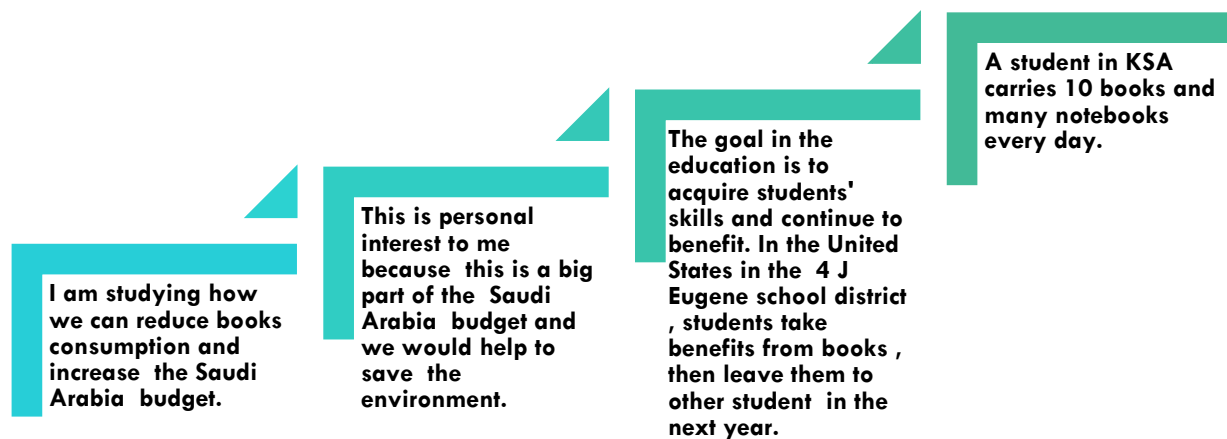 I am studying how
we can reduce books
consumption and
increase the Saudi
Arabia budget.
This is personal
interest to me
because this is a big
part of the Saudi
Arabia budget and
we would help to
save the
environment.
The goal in the
education is to
acquire students'
skills and continue to
benefit. In the United
States in the 4 J
Eugene school district
, students take
benefits from books ,
then leave them to
other student in the
next year.
A student in KSA
carries 10 books and
many notebooks
every day.